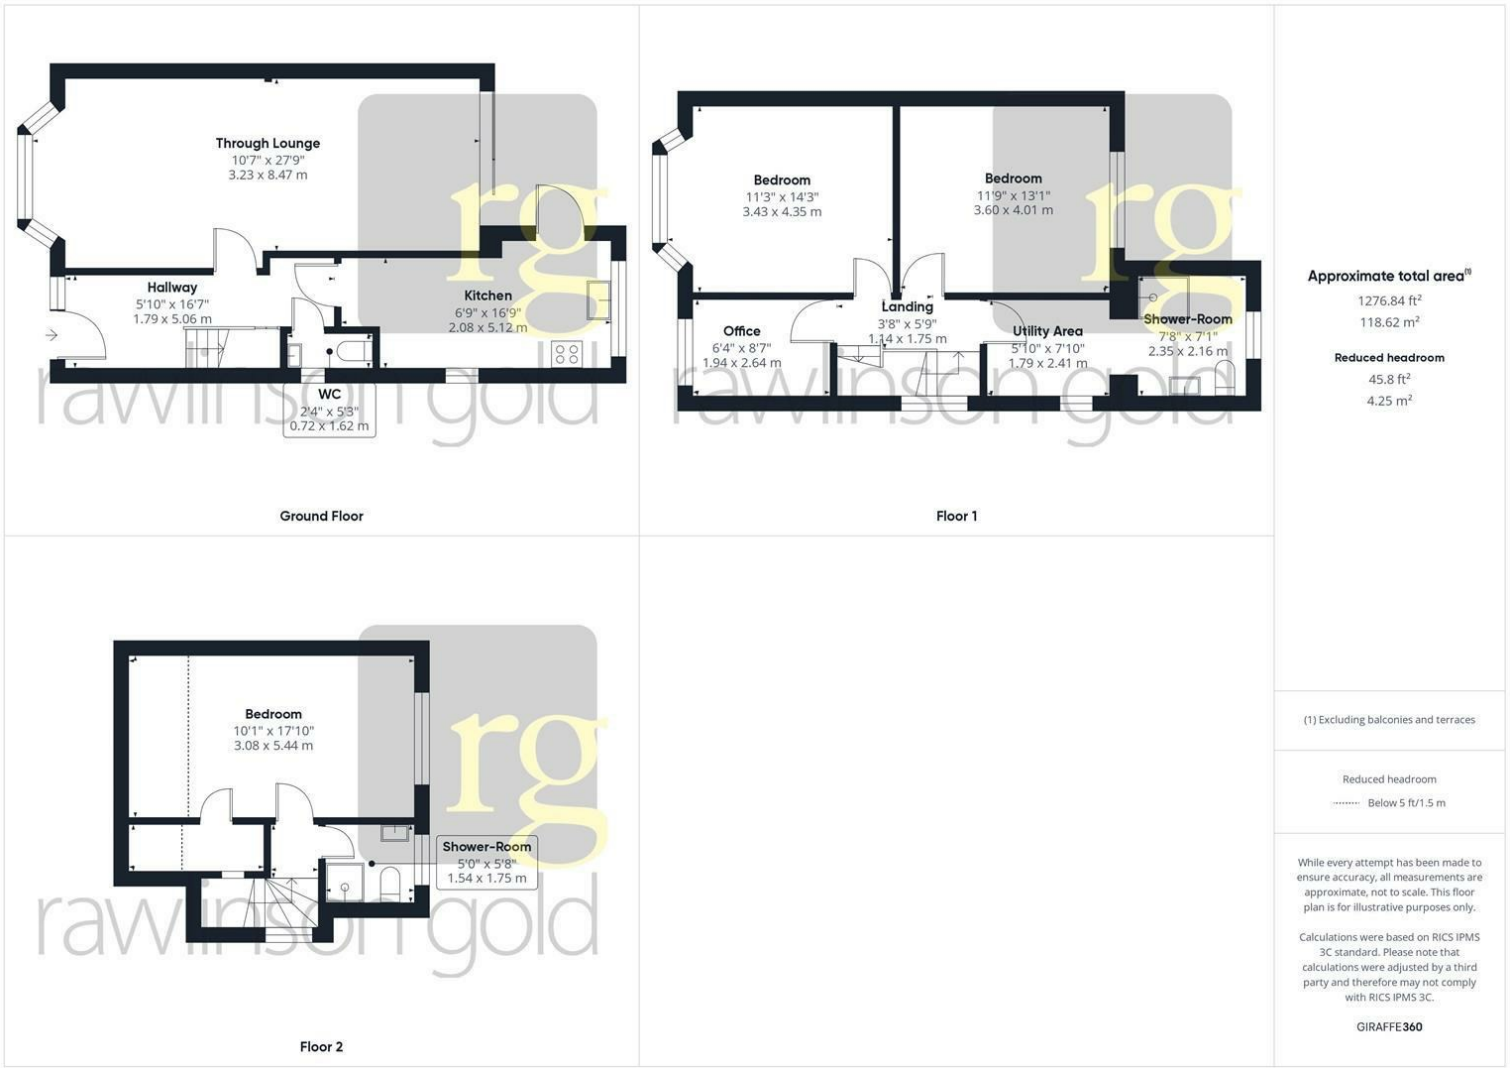 Through Lounge
10'7" x 27'9"
3.23 x 8.47 m
Hallway
5'10" x 16'7"
1.79 x 5.06 m
Kitchen
6'9" x 16'9"
2.08 x 5.12 m
WC
2'4" x 5'3"
0.72 x 1.62 m
rg
rawlinson gold
Ground Floor
Bedroom
11'3" x 14'3"
3.43 x 4.35 m
Bedroom
11'9" x 13'1"
3.60 x 4.01 m
Landing
3'8" x 5'9"
1.14 x 1.75 m
Office
6'4" x 8'7"
1.94 x 2.64 m
Utility Area
5'10" x 7'10"
1.79 x 2.41 m
Shower-Room
7'8" x 7'1"
2.35 x 2.16 m
rg
rawlinson gold
Floor 1
Bedroom
10'1" x 17'10"
3.08 x 5.44 m
Shower-Room
5'0" x 5'8"
1.54 x 1.75 m
rg
rawlinson gold
Floor 2
Approximate total area(1)
1276.84 ft²
118.62 m²
Reduced headroom
45.8 ft²
4.25 m²
(1) Excluding balconies and terraces
Reduced headroom
Below 5 ft/1.5 m
While every attempt has been made to
ensure accuracy, all measurements are
approximate, not to scale. This floor
plan is for illustrative purposes only.
Calculations were based on RICS IPMS
3C standard. Please note that
calculations were adjusted by a third
party and therefore may not comply
with RICS IPMS 3C.
GIRAFFE360